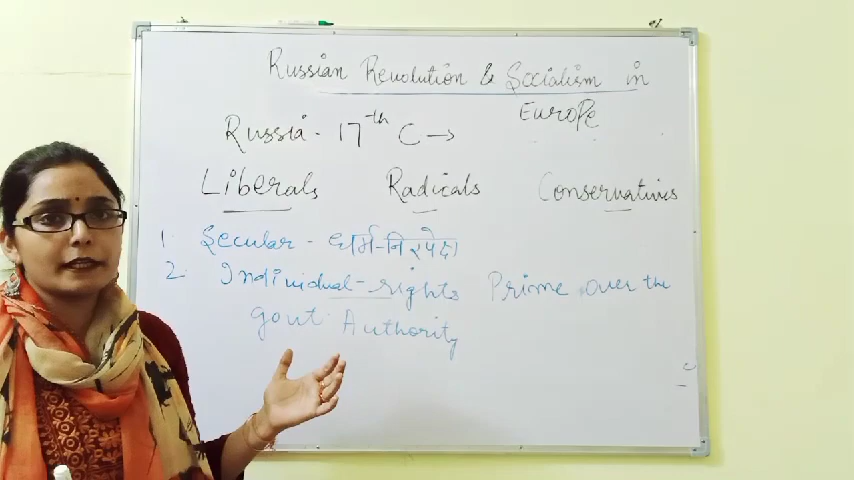 Russian Revolution & Socialism in
Europe
Russia - 17th C →
Liberals Radicals Conservatives
1. Secular - धर्म-निरपेक्ष
2. Individual-rights Prime over the
govt. Authority